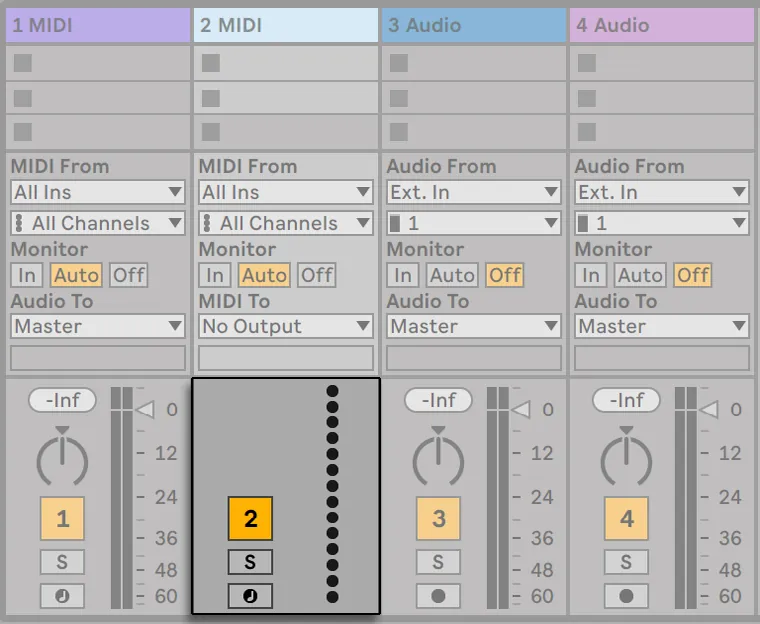 1 MIDI 2 MIDI 3 Audio 4 Audio
MIDI From MIDI From Audio From Audio From
All Ins All Ins Ext. In Ext. In
All Channels All Channels 1 1
Monitor Monitor Monitor Monitor
In Auto Off In Auto Off In Auto Off In Auto Off
Audio To MIDI To Audio To Audio To
Master No Output Master Master
-Inf 0 -Inf 0 -Inf 0
12 12 12
24 24 24
1 2 3 4
36 36 36
S S S S
48 48 48
60 60 60